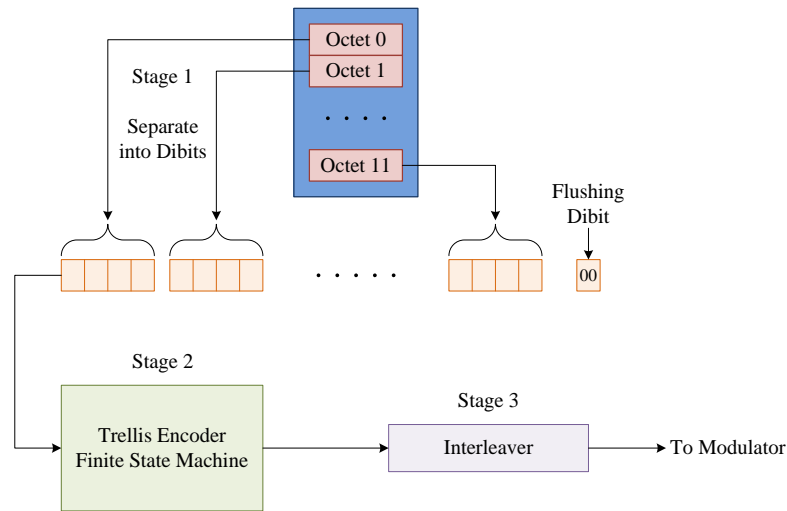 Octet 0
Stage 1
Octet 1
. . . .
Separate
into Dibits
Octet 11
Flushing
Dibit
. . . . .
00
Stage 2
Stage 3
Trellis Encoder
Finite State Machine
Interleaver
To Modulator